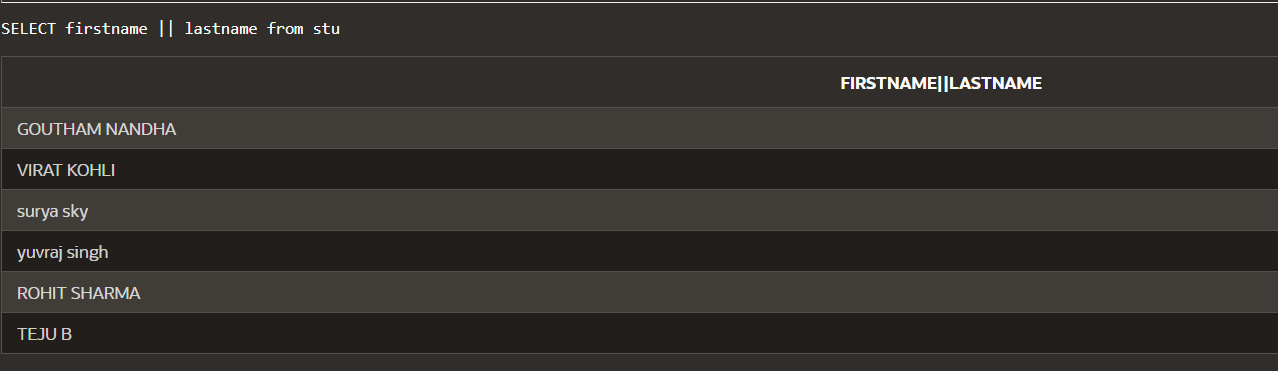 SELECT firstname || lastname from stu
FIRSTNAME||LASTNAME
GOUTHAM NANDHA
VIRAT KOHLI
surya sky
yuvraj singh
ROHIT SHARMA
TEJU B